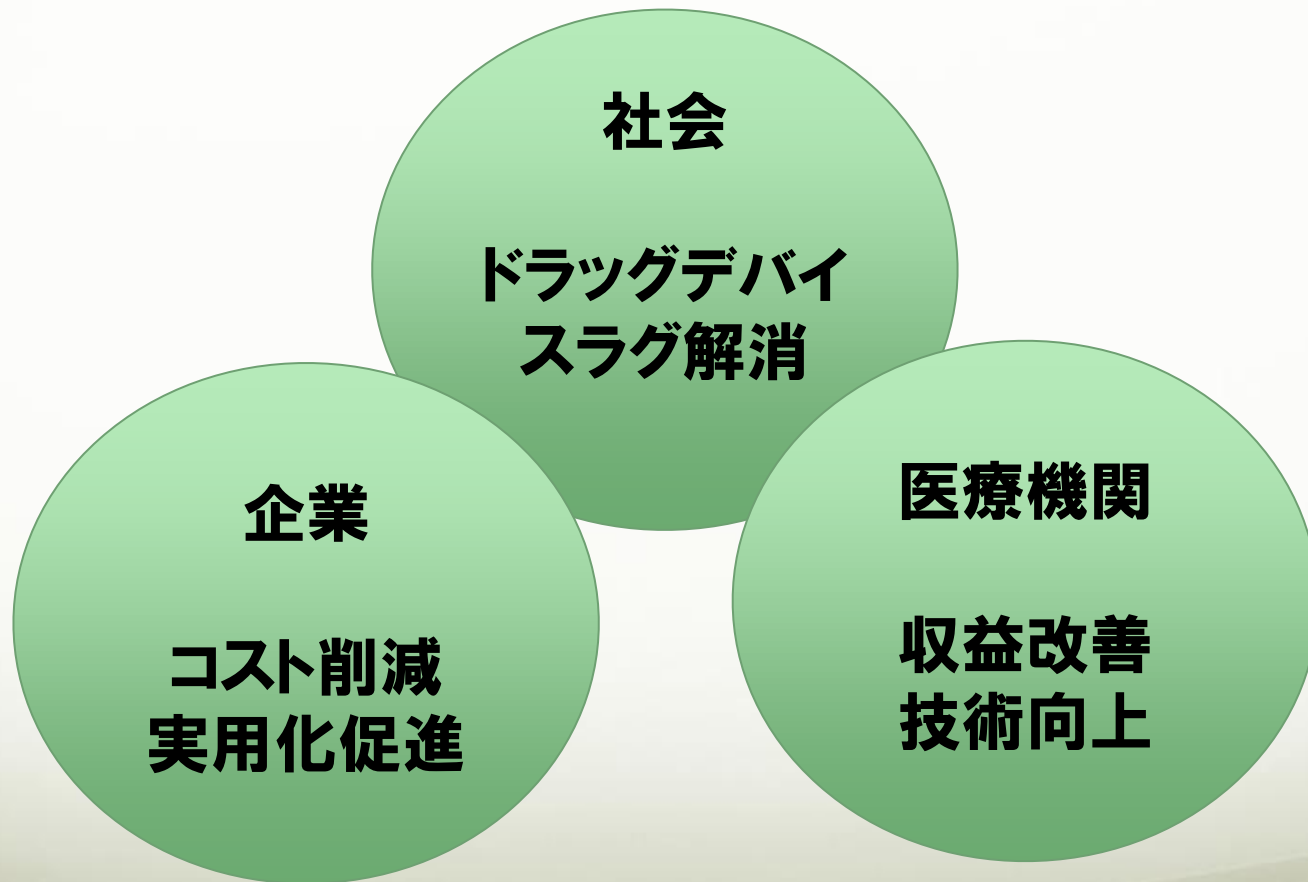 社会
ドラッグデバイ
スラグ解消
企業
コスト削減
実用化促進
医療機関
収益改善
技術向上